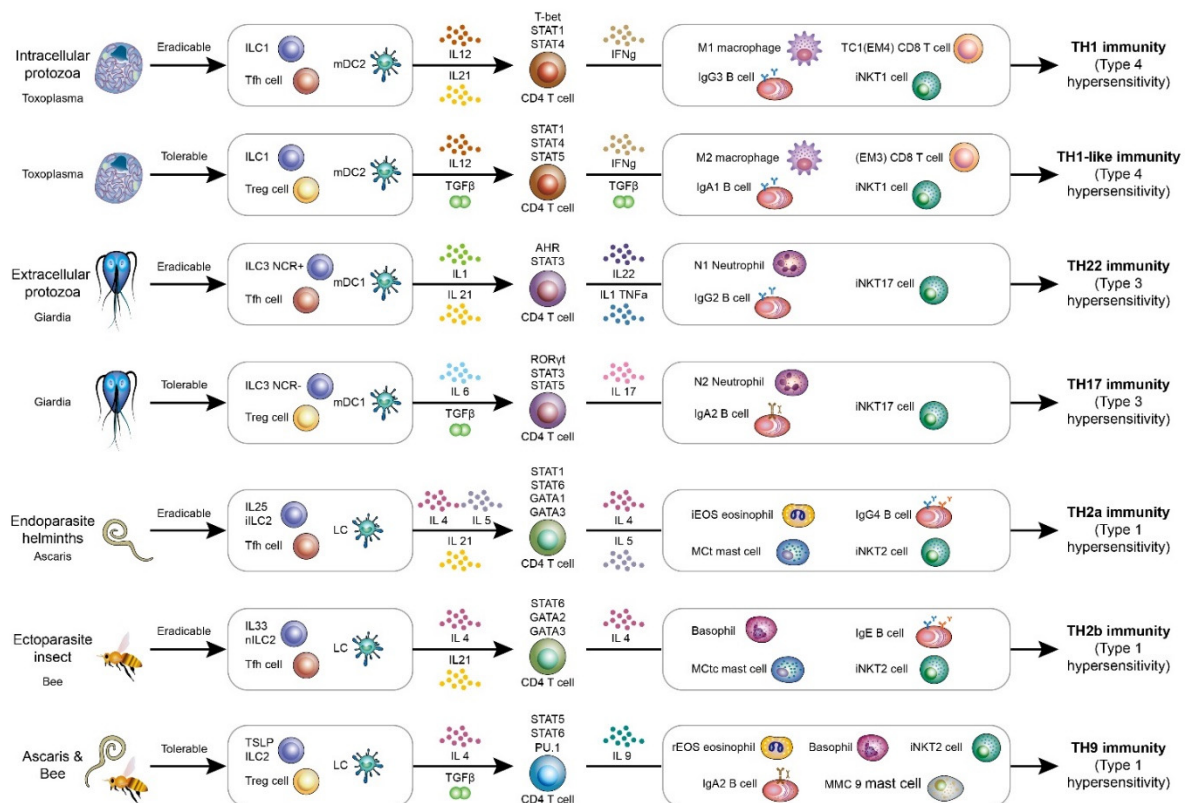 Intracellular
protozoa
Toxoplasma
Eradicable
ILC1
Tfh cell
mDC2
IL12
IL21
T-bet
STAT1
STAT4
CD4 T cell
IFNg
M1 macrophage
IgG3 B cell
TC1(EM4) CD8 T cell
iNKT1 cell
TH1 immunity
(Type 4
hypersensitivity)
Toxoplasma
Tolerable
ILC1
Treg cell
mDC2
IL12
TGFβ
STAT1
STAT4
STAT5
CD4 T cell
IFNg
TGFβ
M2 macrophage
IgA1 B cell
(EM3) CD8 T cell
iNKT1 cell
TH1-like immunity
(Type 4
hypersensitivity)
Extracellular
protozoa
Giardia
Eradicable
ILC3 NCR+
Tfh cell
mDC1
IL1
IL 21
AHR
STAT3
CD4 T cell
IL22
IL1 TNFa
N1 Neutrophil
IgG2 B cell
iNKT17 cell
TH22 immunity
(Type 3
hypersensitivity)
Giardia
Tolerable
ILC3 NCR-
Treg cell
mDC1
IL 6
TGFβ
RORγt
STAT3
STAT5
CD4 T cell
IL 17
N2 Neutrophil
IgA2 B cell
iNKT17 cell
TH17 immunity
(Type 3
hypersensitivity)
Endoparasite
helminths
Ascaris
Eradicable
IL25
iILC2
Tfh cell
LC
IL 4 IL 5
IL 21
STAT1
STAT6
GATA1
GATA3
CD4 T cell
IL 4
IL 5
iEOS eosinophil
MCt mast cell
IgG4 B cell
iNKT2 cell
TH2a immunity
(Type 1
hypersensitivity)
Ectoparasite
insect
Bee
Eradicable
IL33
nILC2
Tfh cell
LC
IL 4
IL21
STAT6
GATA2
GATA3
CD4 T cell
IL 4
Basophil
MCtc mast cell
IgE B cell
iNKT2 cell
TH2b immunity
(Type 1
hypersensitivity)
Ascaris &
Bee
Tolerable
TSLP
ILC2
Treg cell
LC
IL 4
TGFβ
STAT5
STAT6
PU.1
CD4 T cell
IL 9
rEOS eosinophil
Basophil
iNKT2 cell
IgA2 B cell
MMC 9 mast cell
TH9 immunity
(Type 1
hypersensitivity)